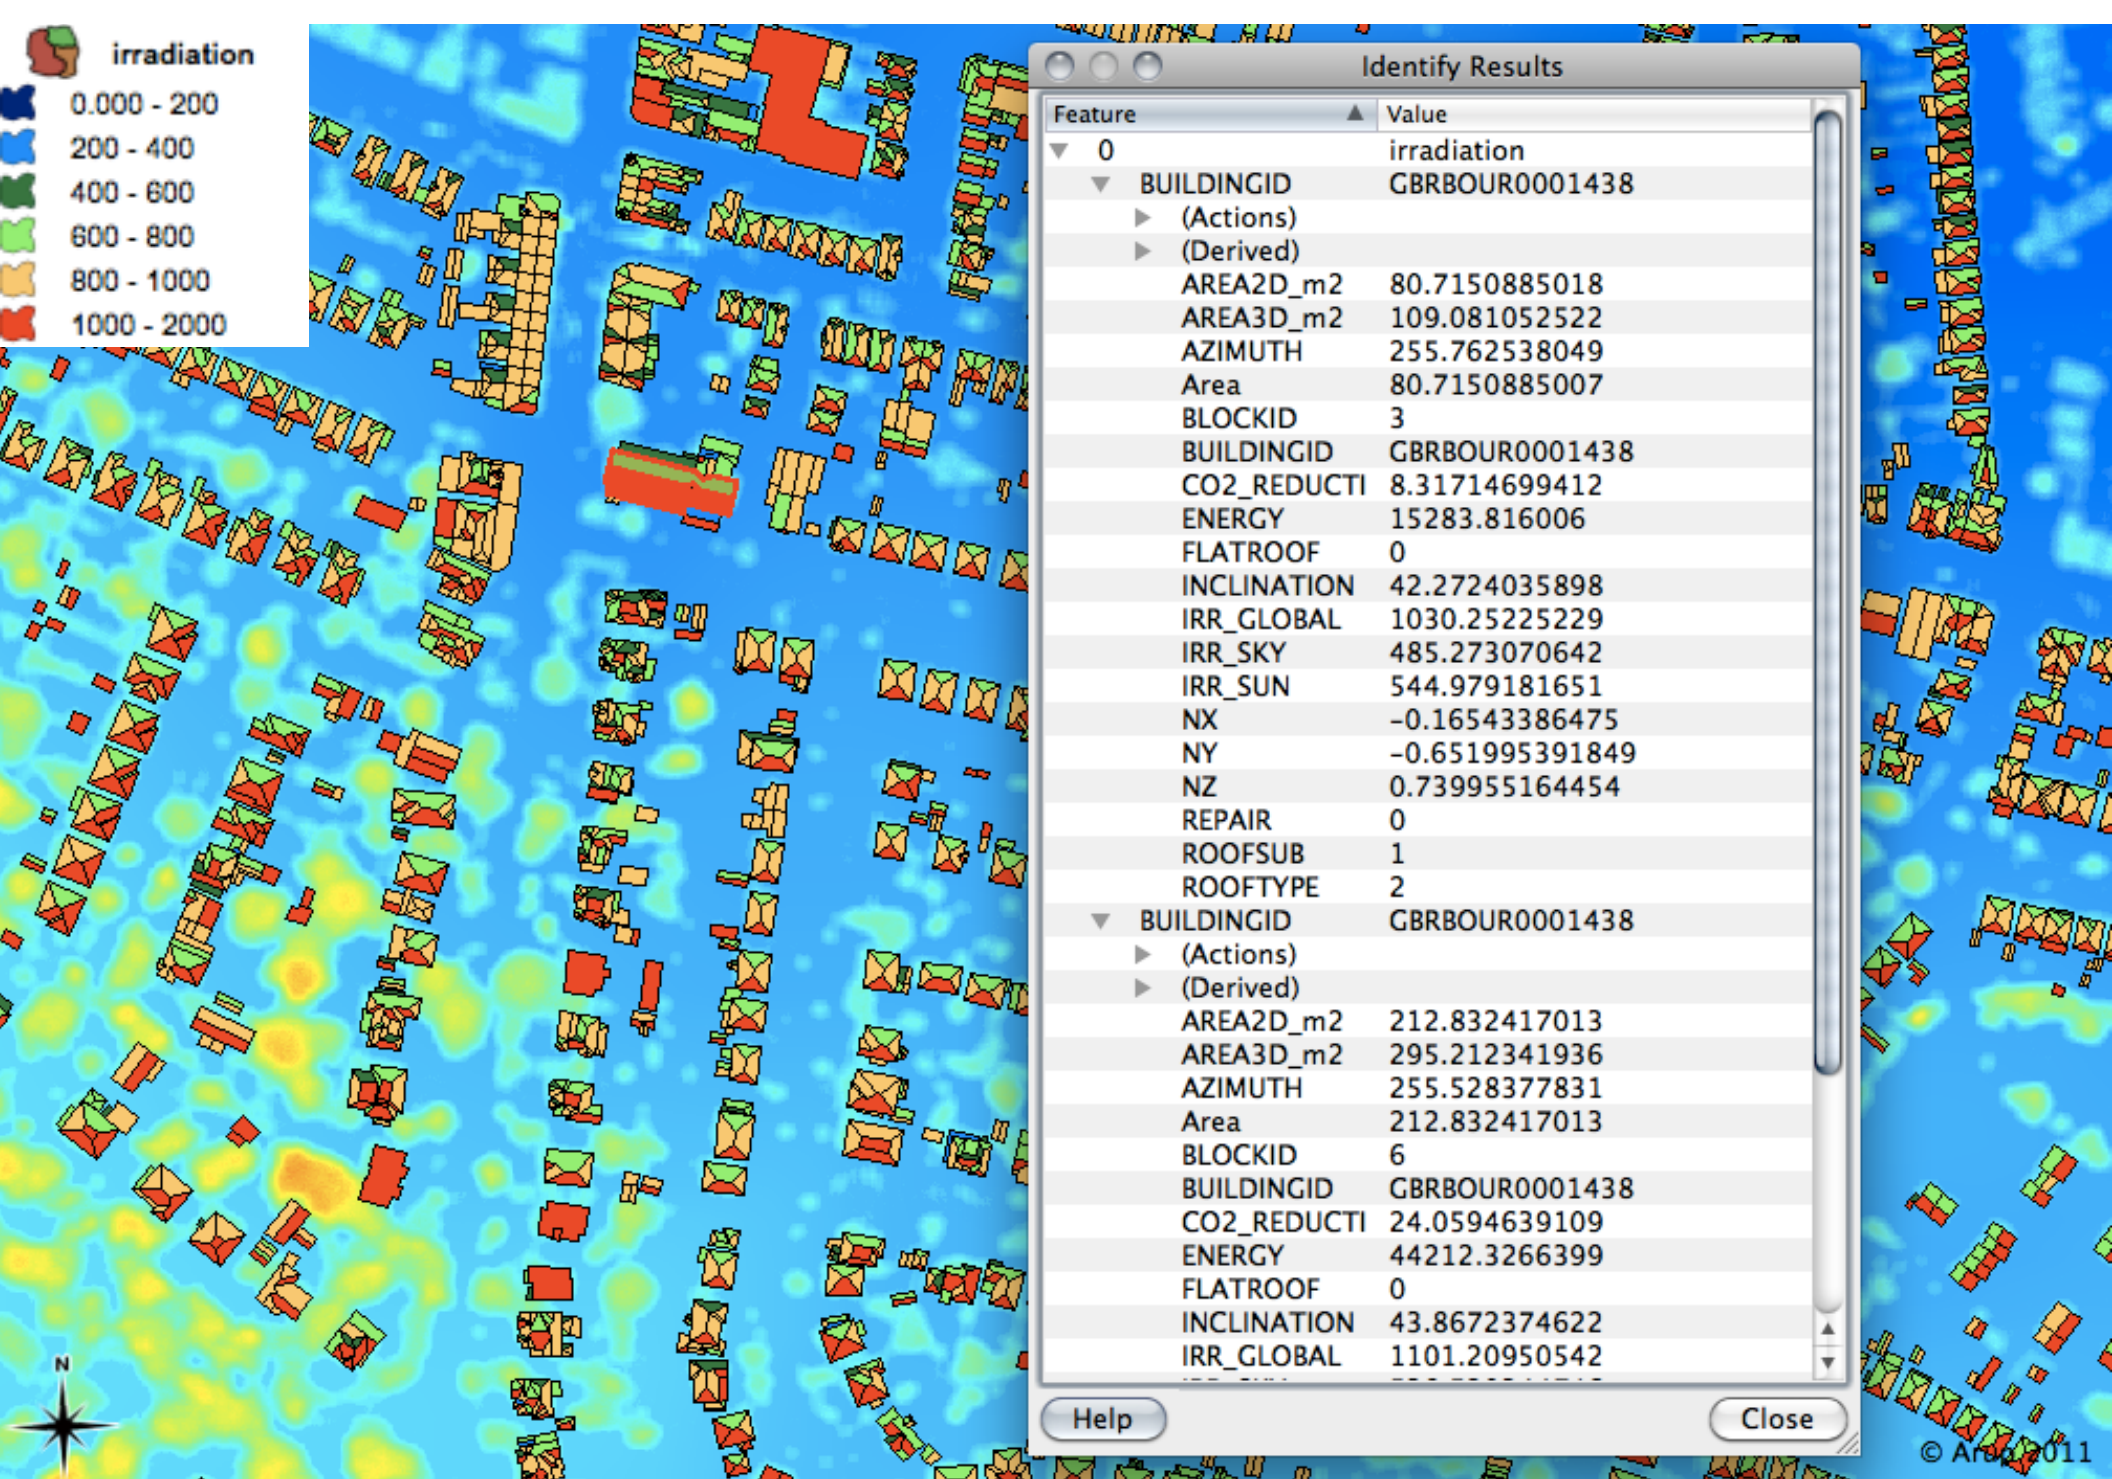 irradiation
0.000 - 200
200 - 400
400 - 600
600 - 800
800 - 1000
1000 - 2000
Identify Results
Feature Value
0 irradiation
BUILDINGID GBRBOUR0001438
(Actions)
(Derived)
AREA2D_m2 80.7150885018
AREA3D_m2 109.081052522
AZIMUTH 255.762538049
Area 80.7150885007
BLOCKID 3
BUILDINGID GBRBOUR0001438
CO2_REDUCTI 8.31714699412
ENERGY 15283.816006
FLATROOF 0
INCLINATION 42.2724035898
IRR_GLOBAL 1030.25225229
IRR_SKY 485.273070642
IRR_SUN 544.979181651
NX -0.16543386475
NY -0.651995391849
NZ 0.739955164454
REPAIR 0
ROOFSUB 1
ROOFTYPE 2
BUILDINGID GBRBOUR0001438
(Actions)
(Derived)
AREA2D_m2 212.832417013
AREA3D_m2 295.212341936
AZIMUTH 255.528377831
Area 212.832417013
BLOCKID 6
BUILDINGID GBRBOUR0001438
CO2_REDUCTI 24.0594639109
ENERGY 44212.3266399
FLATROOF 0
INCLINATION 43.8672374622
IRR_GLOBAL 1101.20950542
Help Close
N
© Arup 2011